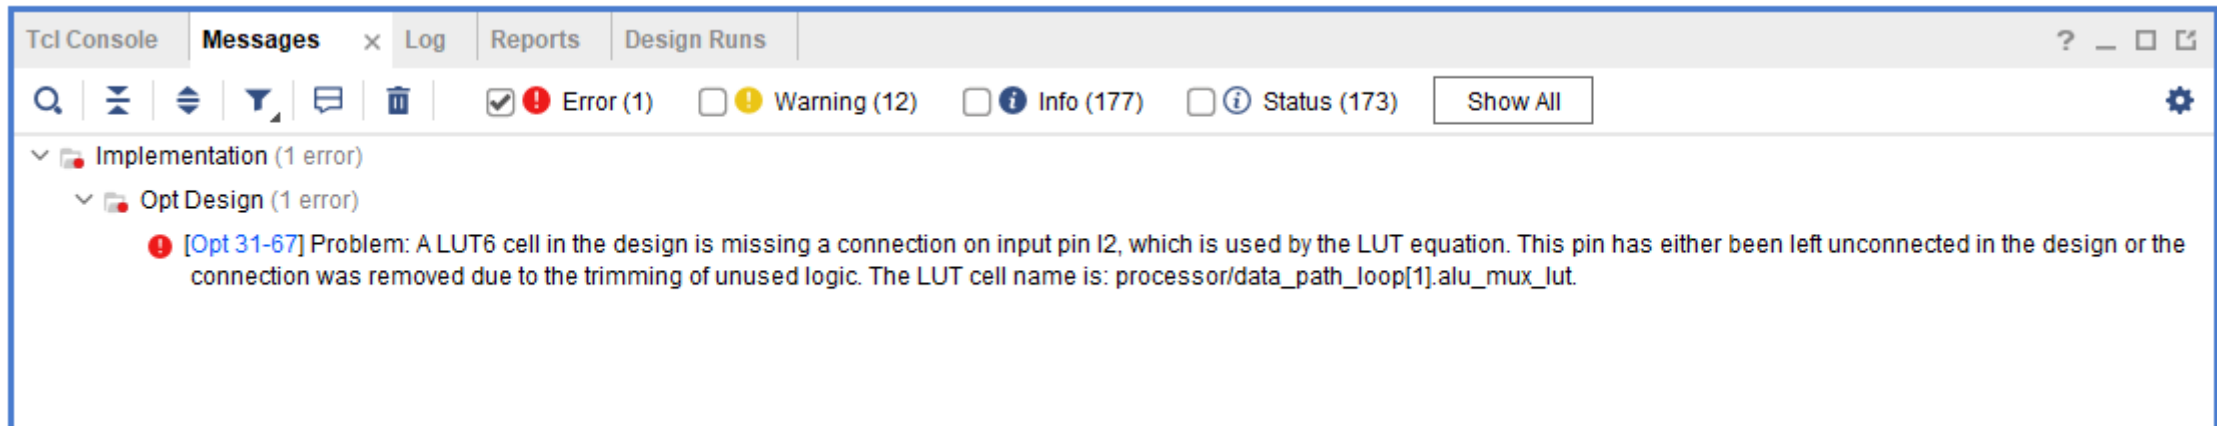 Tcl Console Messages × Log Reports Design Runs ? _
Error (1) Warning (12) Info (177) Status (173) Show All
Implementation (1 error)
Opt Design (1 error)
[Opt 31-67] Problem: A LUT6 cell in the design is missing a connection on input pin I2, which is used by the LUT equation. This pin has either been left unconnected in the design or the
connection was removed due to the trimming of unused logic. The LUT cell name is: processor/data_path_loop[1].alu_mux_lut.